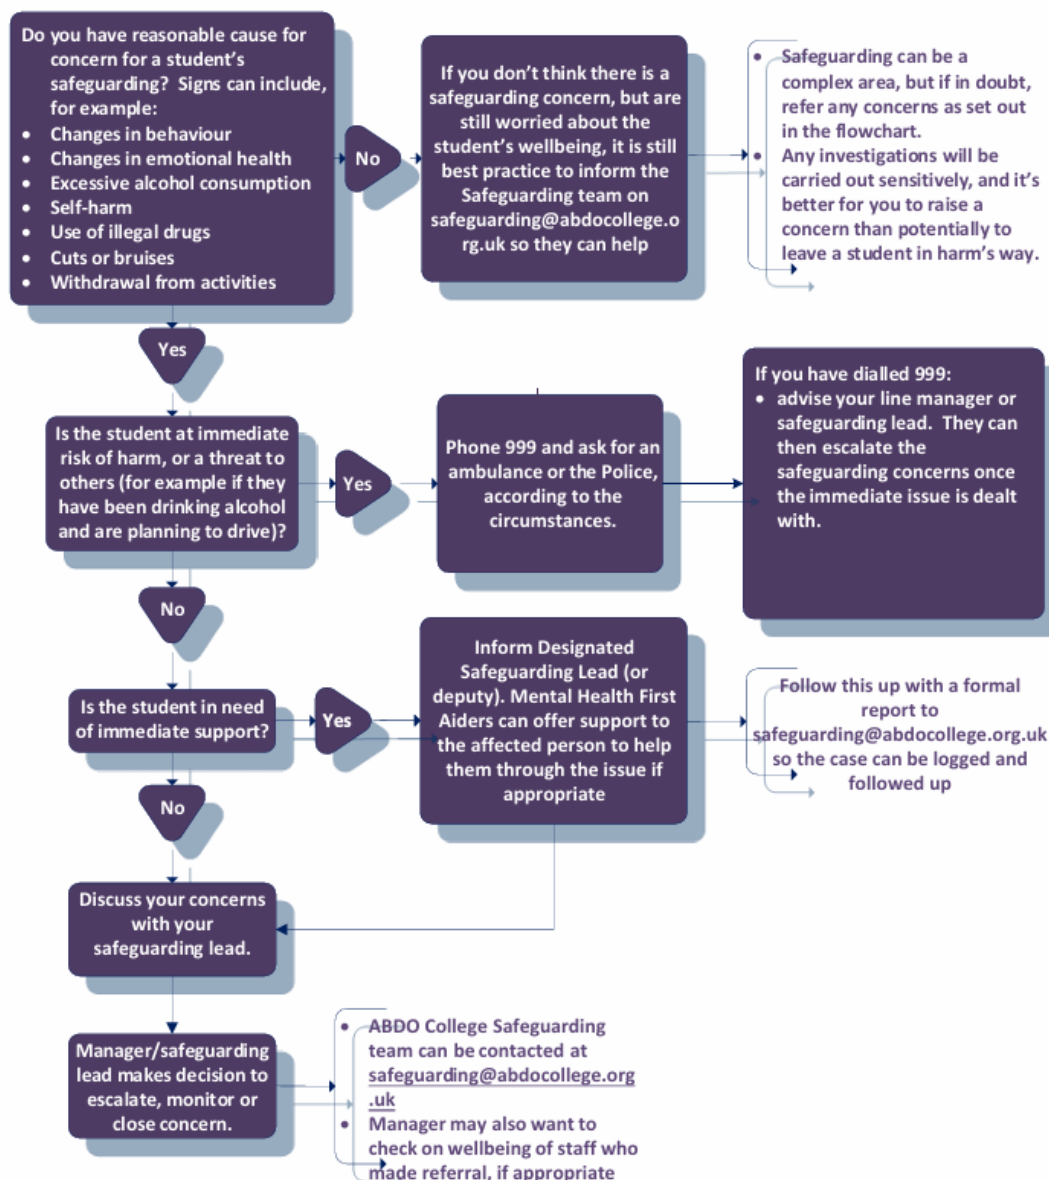 Do you have reasonable cause for
concern for a student's
safeguarding? Signs can include,
for example:
• Changes in behaviour
• Changes in emotional health
• Excessive alcohol consumption
• Self-harm
• Use of illegal drugs
• Cuts or bruises
• Withdrawal from activities
No
If you don't think there is a
safeguarding concern, but are
still worried about the
student's wellbeing, it is still
best practice to inform the
Safeguarding team on
safeguarding@abdocollege.o
rg.uk so they can help
• Safeguarding can be a
complex area, but if in doubt,
refer any concerns as set out
in the flowchart.
• Any investigations will be
carried out sensitively, and it's
better for you to raise a
concern than potentially to
leave a student in harm's way.
Yes
Is the student at immediate
risk of harm, or a threat to
others (for example if they
have been drinking alcohol
and are planning to drive)?
Yes
Phone 999 and ask for an
ambulance or the Police,
according to the
circumstances.
If you have dialled 999:
• advise your line manager or
safeguarding lead. They can
then escalate the
safeguarding concerns once
the immediate issue is dealt
with.
No
Is the student in need
of immediate support?
Yes
Inform Designated
Safeguarding Lead (or
deputy). Mental Health First
Aiders can offer support to
the affected person to help
them through the issue if
appropriate
Follow this up with a formal
report to
safeguarding@abdocollege.org.uk
so the case can be logged and
followed up
No
Discuss your concerns
with your
safeguarding lead.
Manager/safeguarding
lead makes decision to
escalate, monitor or
close concern.
• ABDO College Safeguarding
team can be contacted at
safeguarding@abdocollege.org
.uk
• Manager may also want to
check on wellbeing of staff who
made referral, if appropriate